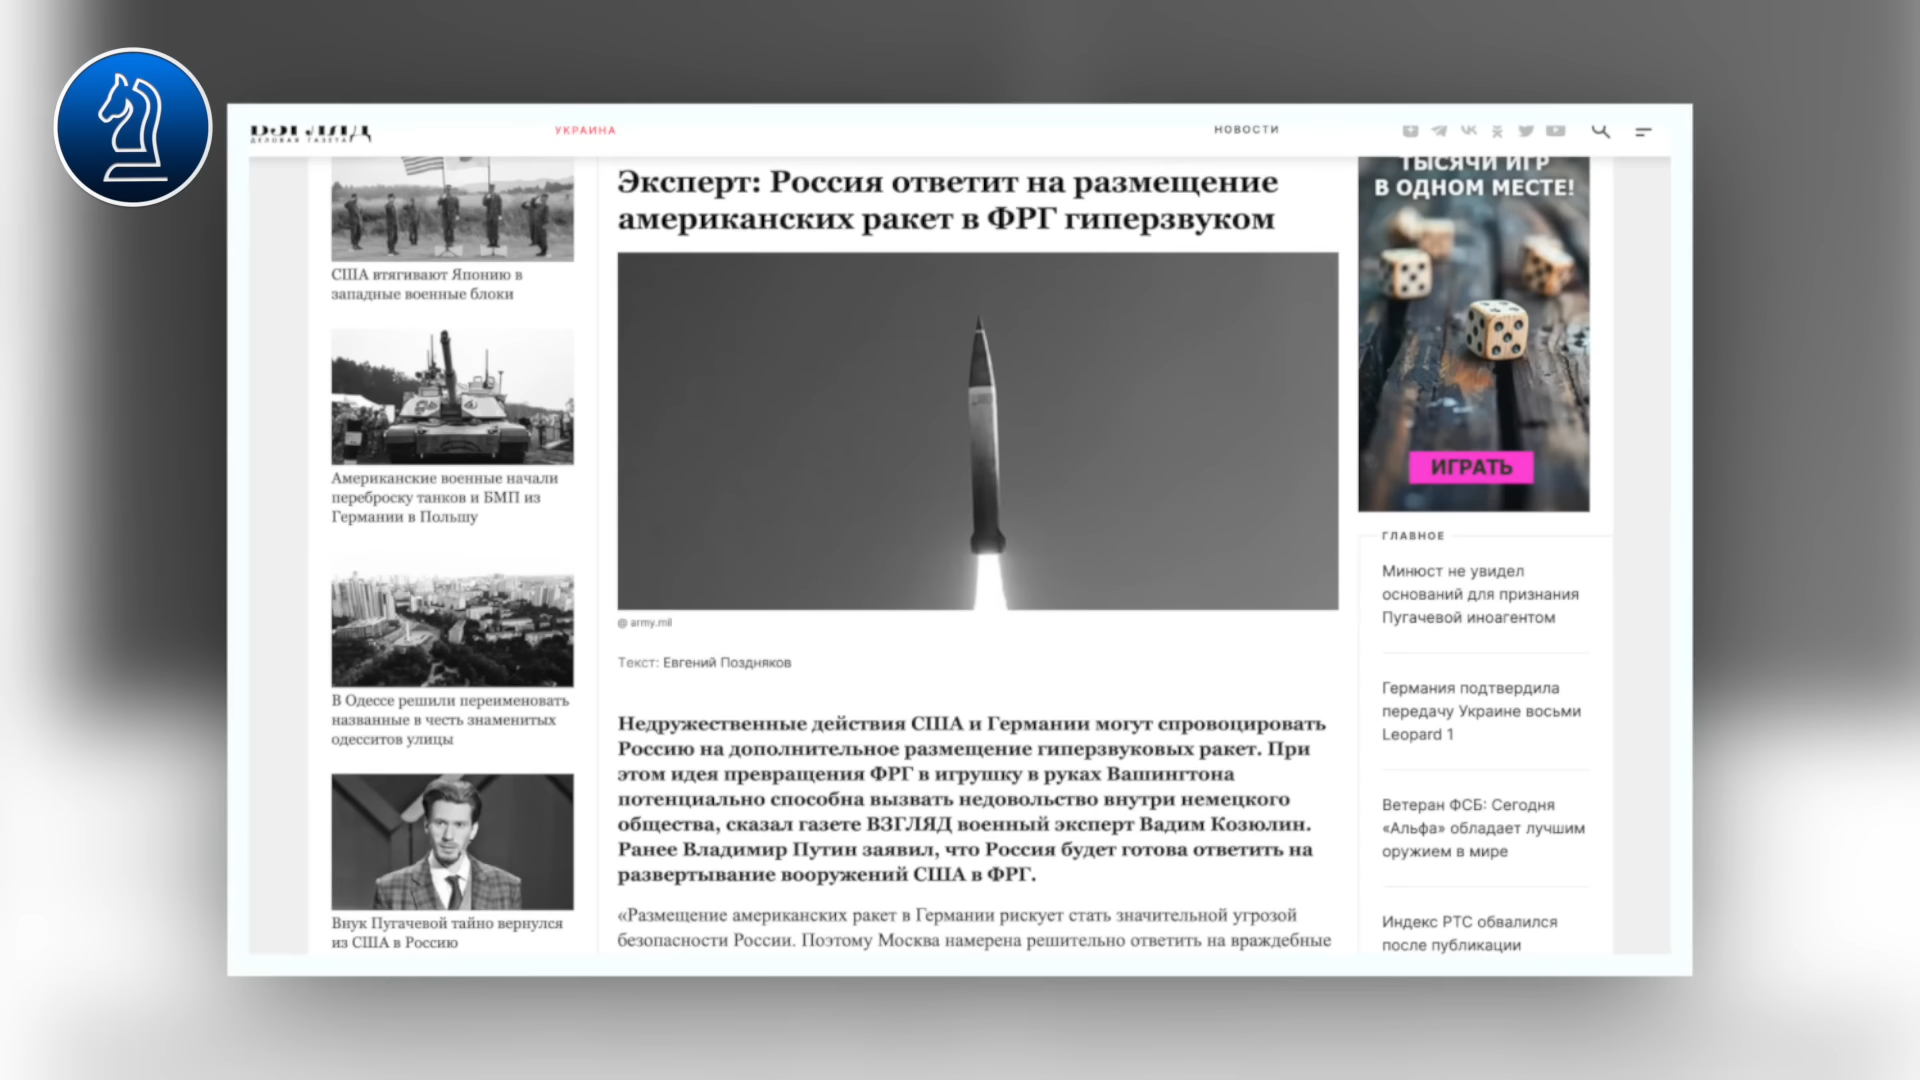 ВЗГЛЯД
ДЕЛОВАЯ ГАЗЕТА
УКРАИНА
НОВОСТИ
США втягивают Японию в
западные военные блоки
Американские военные начали
переброску танков и БМП из
Германии в Польшу
В Одессе решили переименовать
названные в честь знаменитых
одесситов улицы
Внук Пугачевой тайно вернулся
из США в Россию
Эксперт: Россия ответит на размещение
американских ракет в ФРГ гиперзвуком
@ army.mil
Текст: Евгений Поздняков
Недружественные действия США и Германии могут спровоцировать
Россию на дополнительное размещение гиперзвуковых ракет. При
этом идея превращения ФРГ в игрушку в руках Вашингтона
потенциально способна вызвать недовольство внутри немецкого
общества, сказал газете ВЗГЛЯД военный эксперт Вадим Козюлин.
Ранее Владимир Путин заявил, что Россия будет готова ответить на
развертывание вооружений США в ФРГ.
«Размещение американских ракет в Германии рискует стать значительной угрозой
безопасности России. Поэтому Москва намерена решительно ответить на враждебные
ТЫСЯЧИ ИГР
В ОДНОМ МЕСТЕ!
ИГРАТЬ
ГЛАВНОЕ
Минюст не увидел
оснований для признания
Пугачевой иноагентом
Германия подтвердила
передачу Украине восьми
Leopard 1
Ветеран ФСБ: Сегодня
«Альфа» обладает лучшим
оружием в мире
Индекс РТС обвалился
после публикации